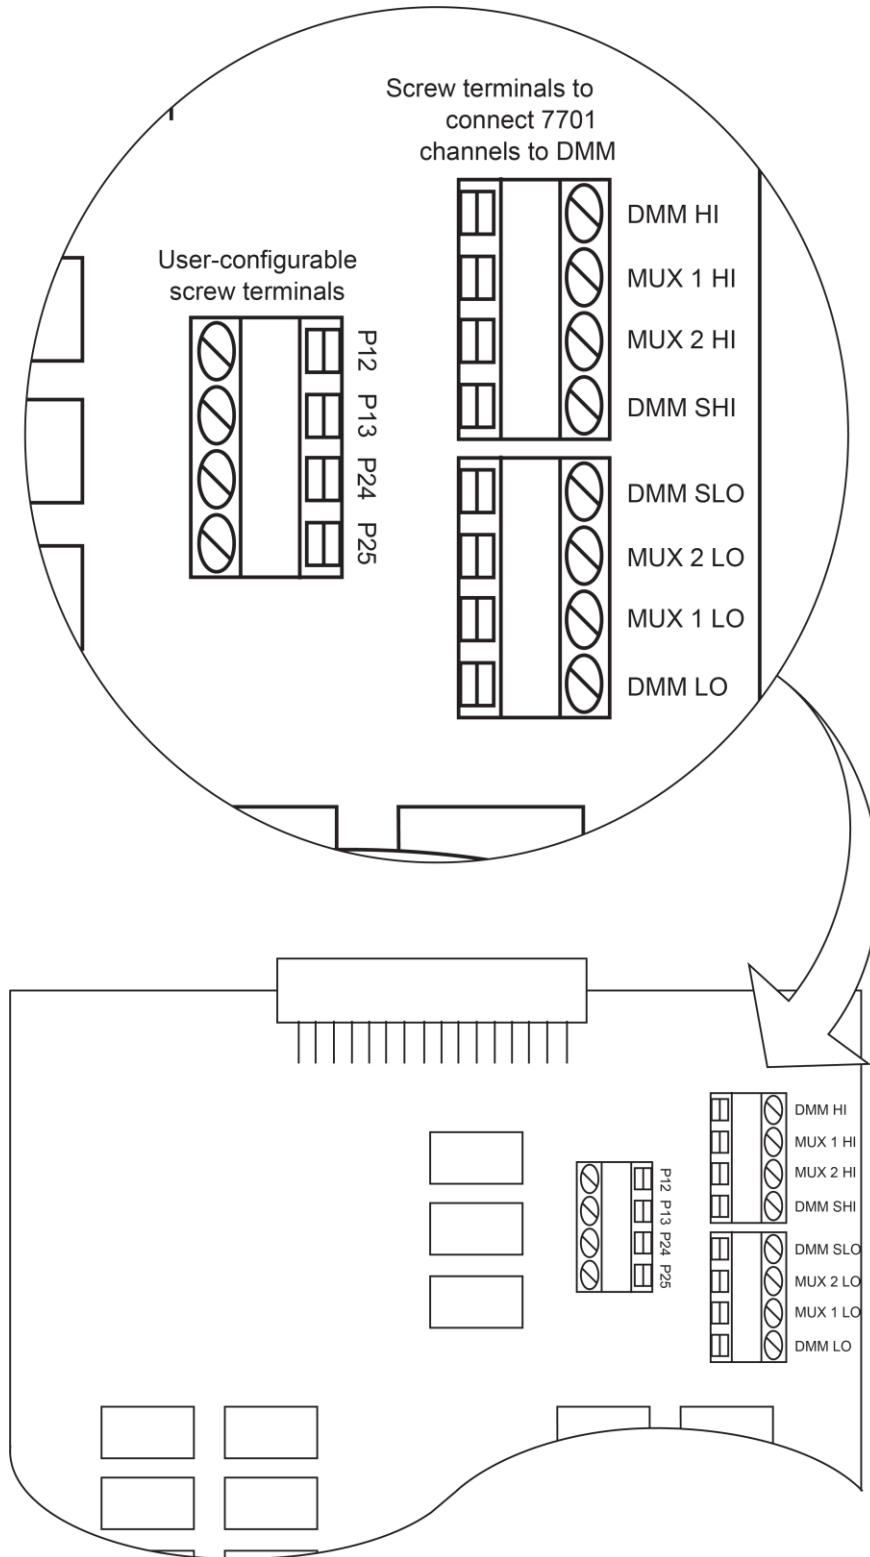 Screw terminals to
connect 7701
channels to DMM
DMM HI
MUX 1 HI
MUX 2 HI
DMM SHI
User-configurable
screw terminals
P12
P13
P24
P25
DMM SLO
MUX 2 LO
MUX 1 LO
DMM LO
DMM HI
MUX 1 HI
MUX 2 HI
DMM SHI
P12
P13
P24
P25
DMM SLO
MUX 2 LO
MUX 1 LO
DMM LO